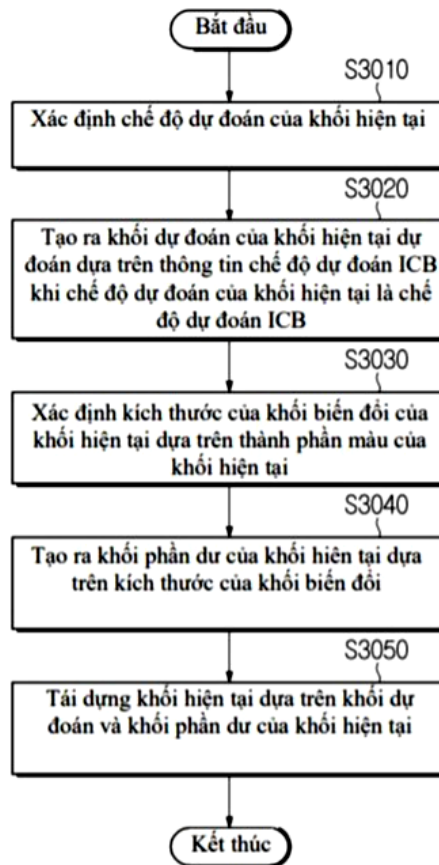 Bắt đầu
S3010
Xác định chế độ dự đoán của khối hiện tại
S3020
Tạo ra khối dự đoán của khối hiện tại dự
đoán dựa trên thông tin chế độ dự đoán ICB
khi chế độ dự đoán của khối hiện tại là chế
độ dự đoán ICB
S3030
Xác định kích thước của khối biến đổi của
khối hiện tại dựa trên thành phần màu của
khối hiện tại
S3040
Tạo ra khối phần dư của khối hiên tại dựa
trên kích thước của khối biến đổi
S3050
Tái dựng khối hiện tại dựa trên khối dự
đoán và khối phần dư của khối hiện tại
Kết thúc